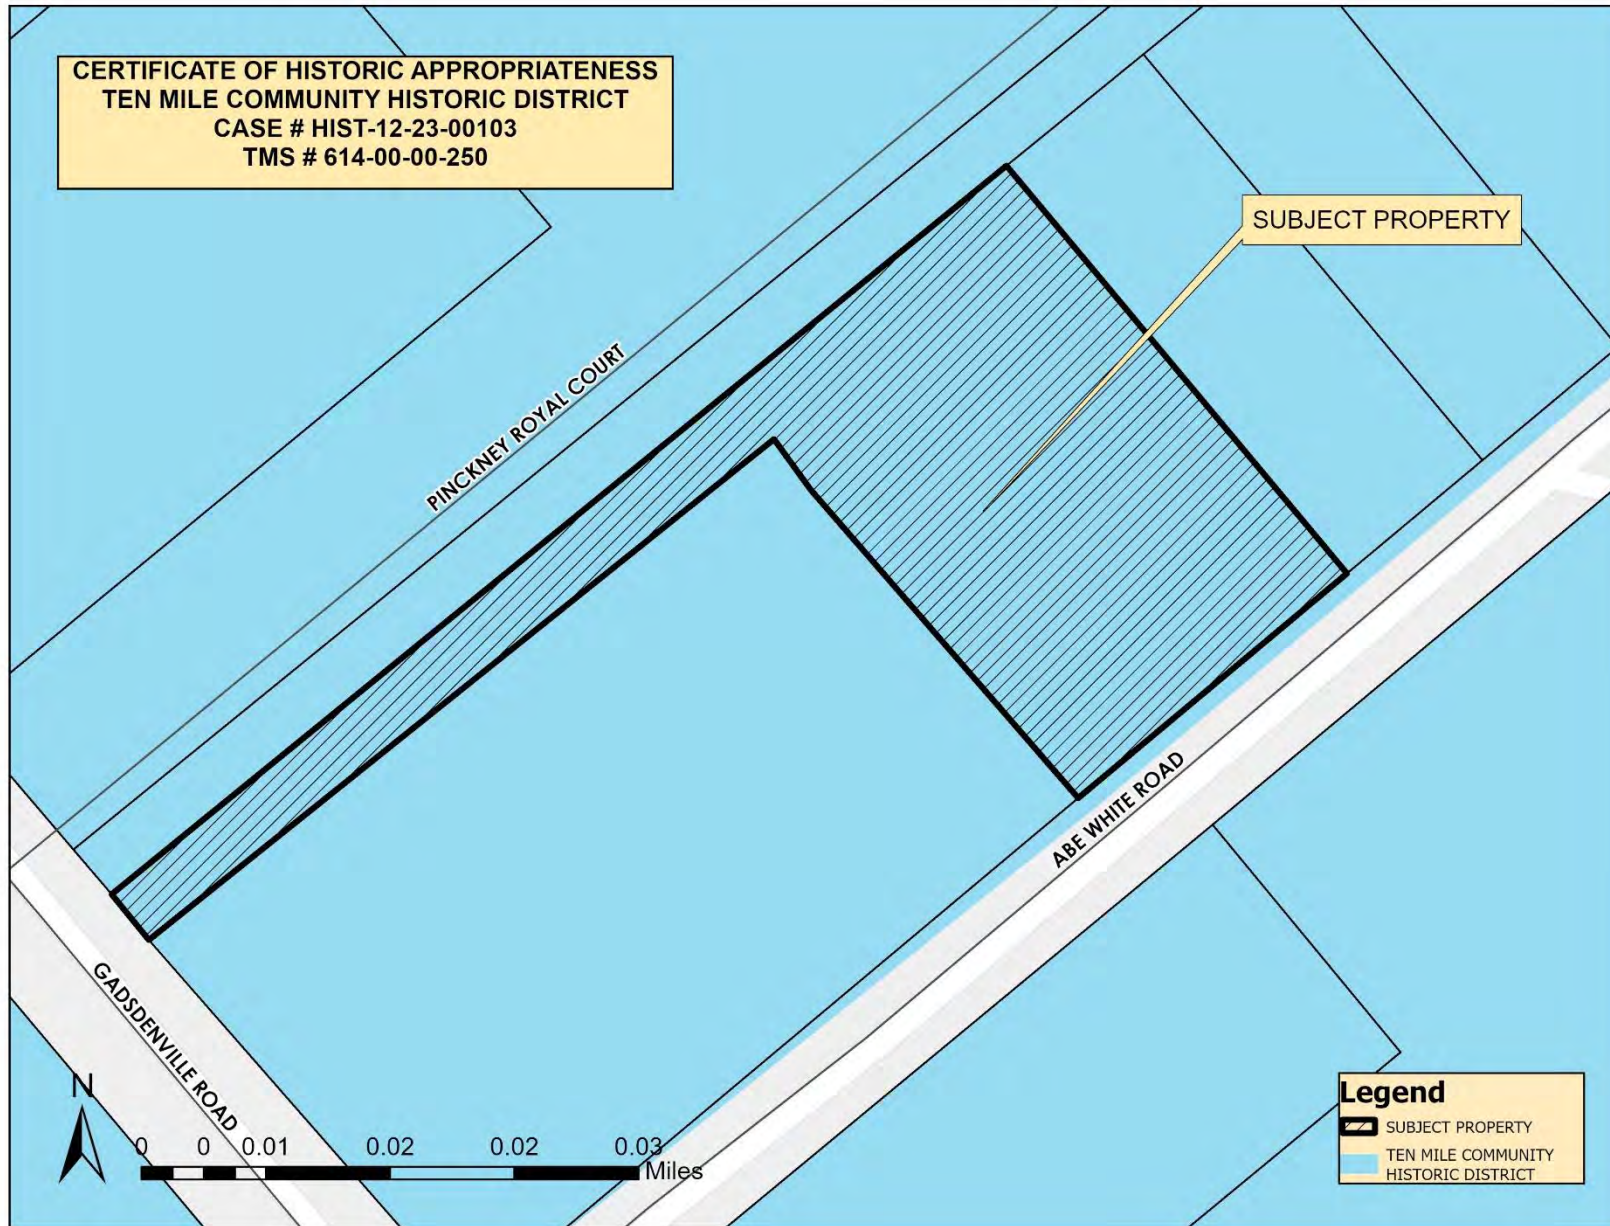 CERTIFICATE OF HISTORIC APPROPRIATENESS
TEN MILE COMMUNITY HISTORIC DISTRICT
CASE # HIST-12-23-00103
TMS # 614-00-00-250
SUBJECT PROPERTY
PINCKNEY ROYAL COURT
ABE WHITE ROAD
GADSDENVILLE ROAD
N
0 0 0.01 0.02 0.02 0.03
Miles
Legend
SUBJECT PROPERTY
TEN MILE COMMUNITY
HISTORIC DISTRICT